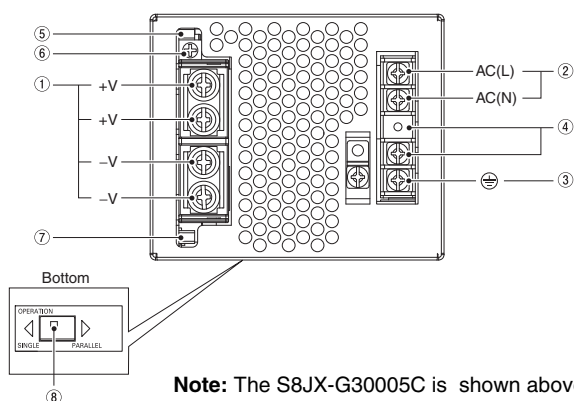 ⑤
⑥
① +V
+V
–V
–V
⑦
AC(L) ②
AC(N)
④
③
Bottom
OPERATION
SINGLE PARALLEL
⑧
Note: The S8JX-G30005C is shown abov